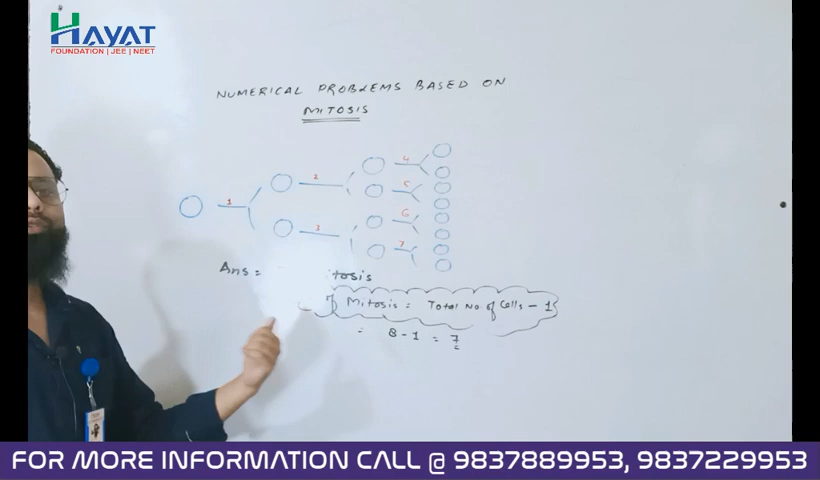 HAYAT
FOUNDATION | JEE | NEET
NUMERICAL PROBLEMS BASED ON
MITOSIS
1
2
3
4
5
6
7
Ans = itosis
of Mitosis = Total No of Cells - 1
= 8 - 1 = 7
FOR MORE INFORMATION CALL @ 9837889953, 9837229953